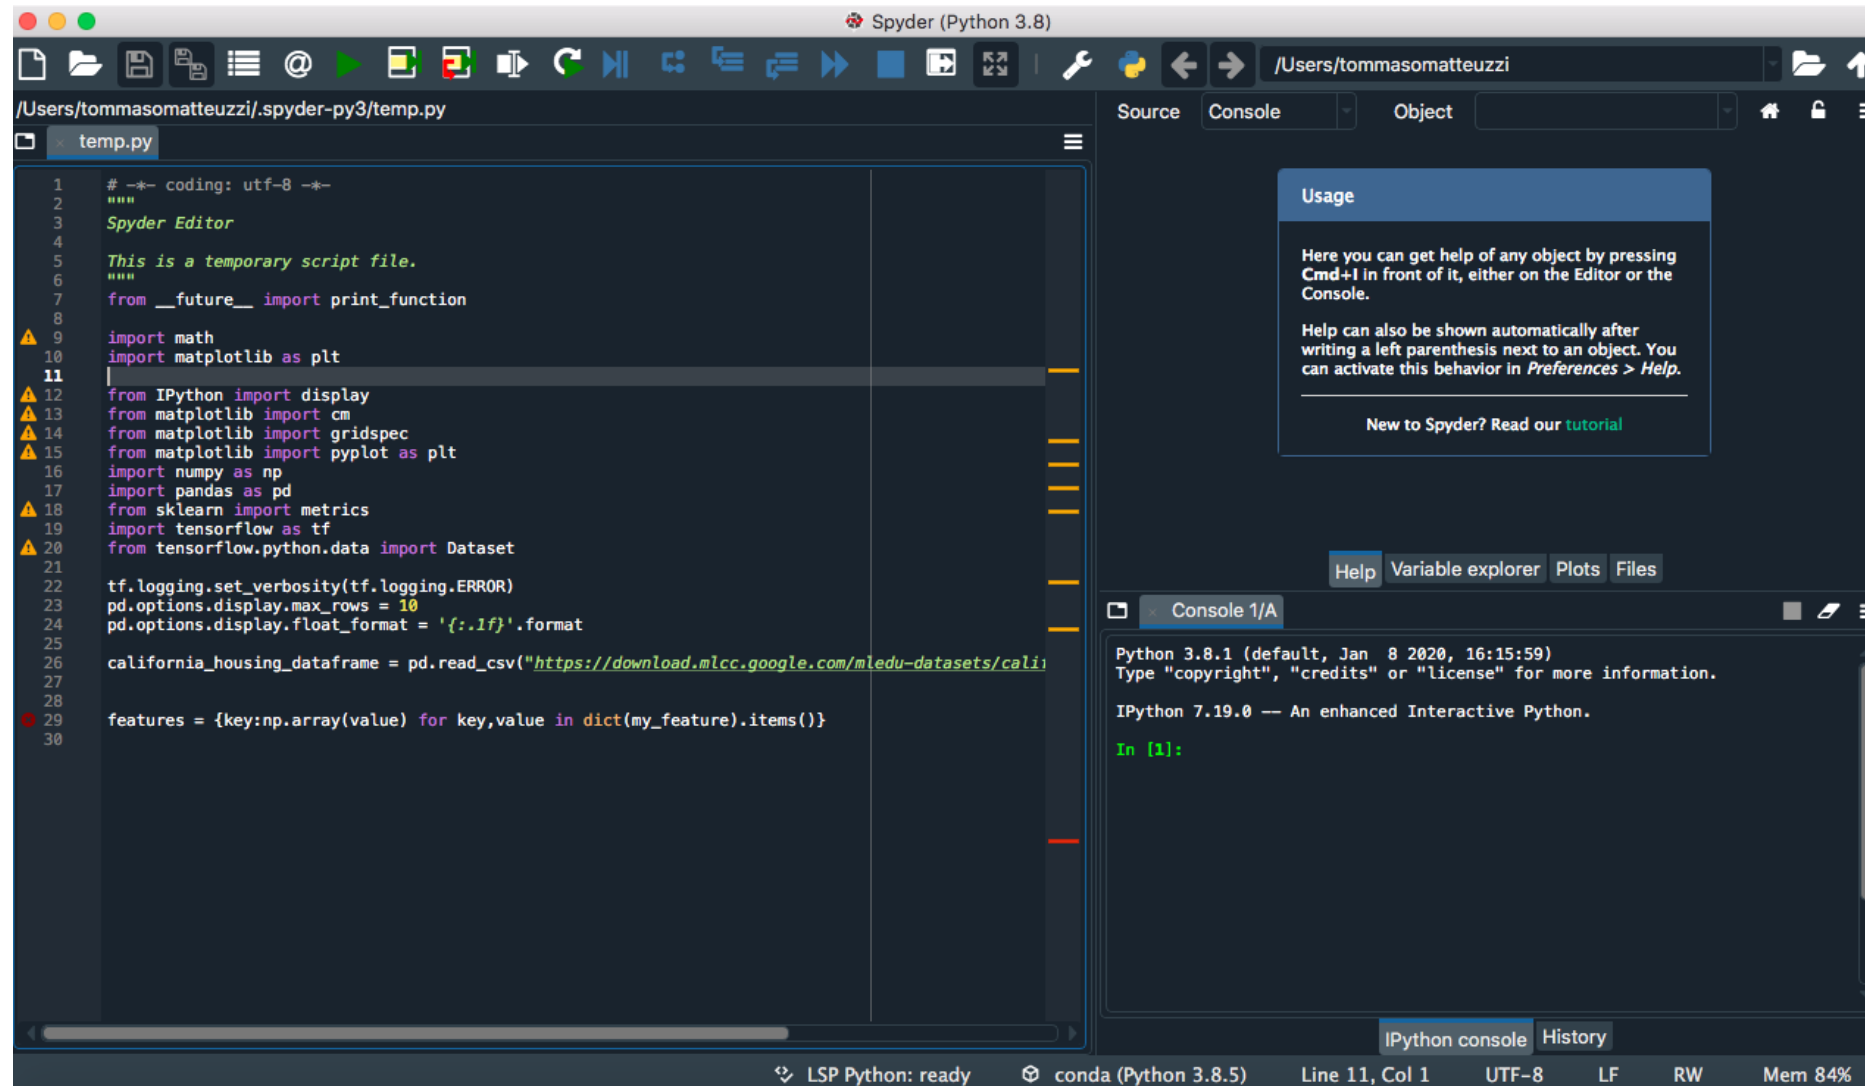 Spyder (Python 3.8)
/Users/tommasomatteuzzi
/Users/tommasomatteuzzi/.spyder-py3/temp.py
temp.py
1 # -*- coding: utf-8 -*-
2 """
3 Spyder Editor
4
5 This is a temporary script file.
6 """
7 from __future__ import print_function
8
9 import math
10 import matplotlib as plt
11
12 from IPython import display
13 from matplotlib import cm
14 from matplotlib import gridspec
15 from matplotlib import pyplot as plt
16 import numpy as np
17 import pandas as pd
18 from sklearn import metrics
19 import tensorflow as tf
20 from tensorflow.python.data import Dataset
21
22 tf.logging.set_verbosity(tf.logging.ERROR)
23 pd.options.display.max_rows = 10
24 pd.options.display.float_format = '{:.1f}'.format
25
26 california_housing_dataframe = pd.read_csv("https://download.mlcc.google.com/mledu-datasets/cali
27
28
29 features = {key:np.array(value) for key,value in dict(my_feature).items()}
30
Source Console Object
Usage
Here you can get help of any object by pressing
Cmd+I in front of it, either on the Editor or the
Console.
Help can also be shown automatically after
writing a left parenthesis next to an object. You
can activate this behavior in Preferences > Help.
New to Spyder? Read our tutorial
Help Variable explorer Plots Files
Console 1/A
Python 3.8.1 (default, Jan  8 2020, 16:15:59)
Type "copyright", "credits" or "license" for more information.
IPython 7.19.0 -- An enhanced Interactive Python.
In [1]:
IPython console History
LSP Python: ready conda (Python 3.8.5) Line 11, Col 1 UTF-8 LF RW Mem 84%